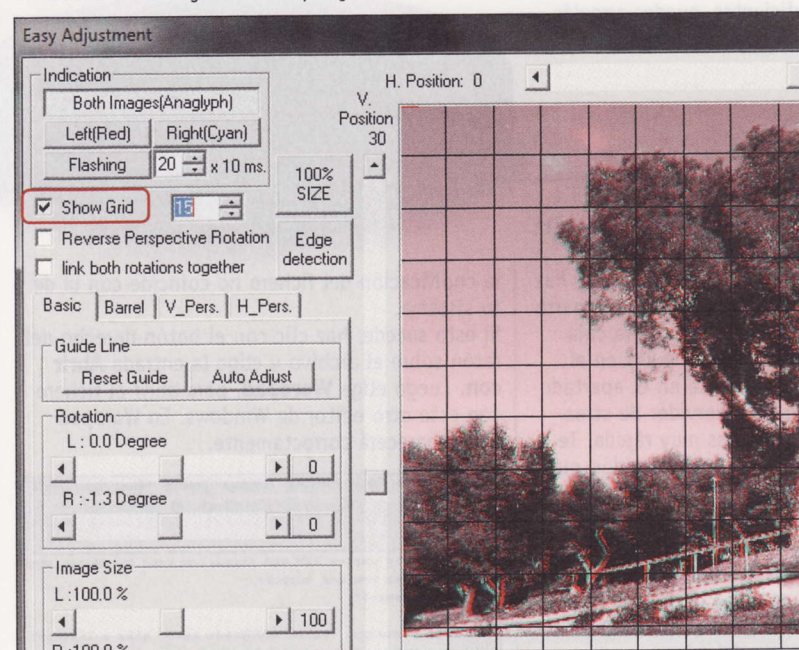 Easy Adjustment
Indication
Both Images(Anaglyph)
Left(Red) Right(Cyan)
Flashing 20 x 10 ms.
Show Grid 15
Reverse Perspective Rotation
link both rotations together
100%
SIZE
Edge
detection
H. Position: 0
V.
Position
30
Basic Barrel V_Pers. H_Pers.
Guide Line
Reset Guide Auto Adjust
Rotation
L : 0.0 Degree
0
R :-1.3 Degree
0
Image Size
L :100.0 %
100
R :100.0 %